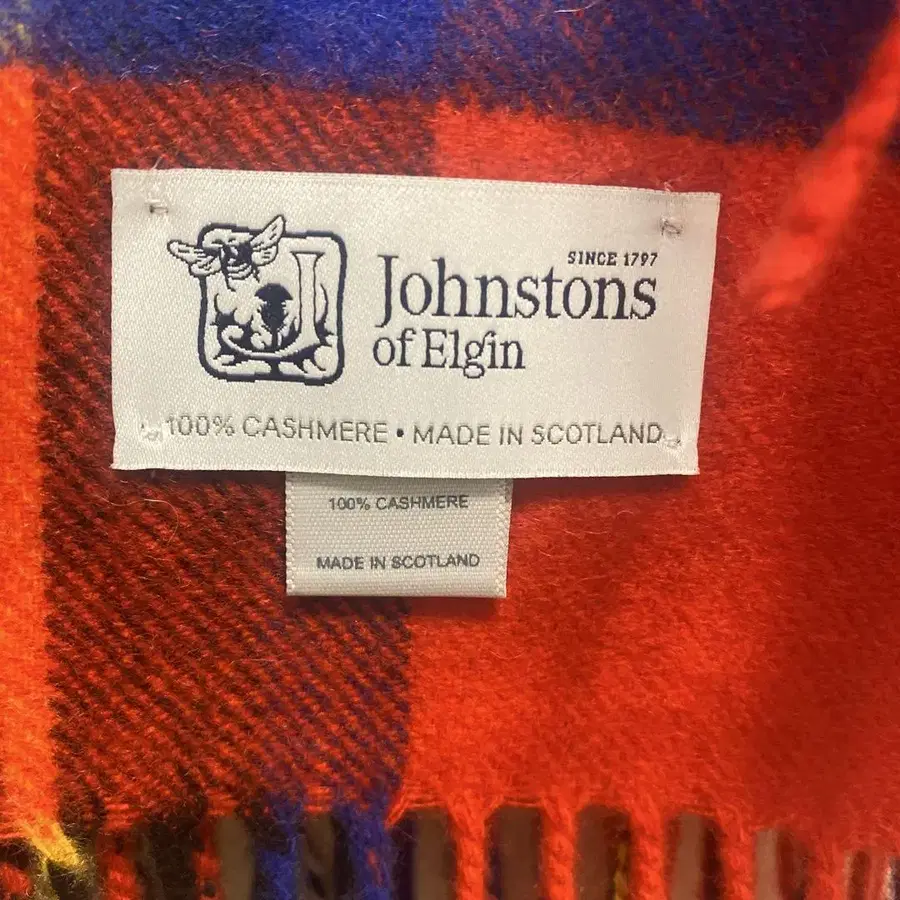 SINCE 1797
Johnstons
of Elgin
100% CASHMERE • MADE IN SCOTLAND
100% CASHMERE
MADE IN SCOTLAND